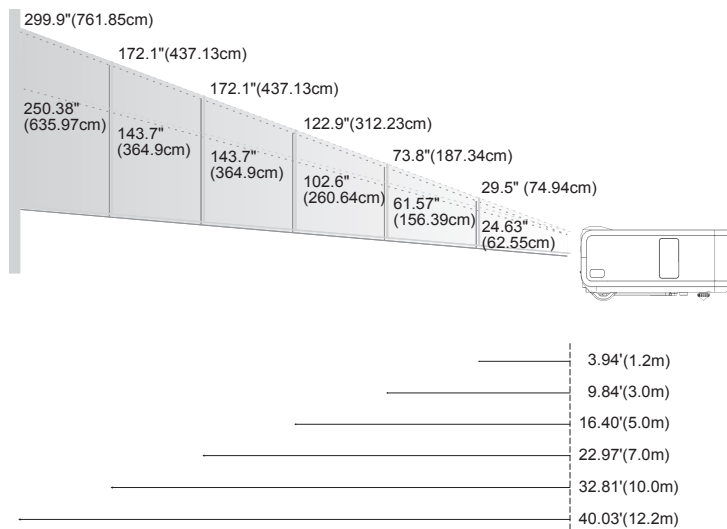 299.9"(761.85cm)
172.1"(437.13cm)
172.1"(437.13cm)
122.9"(312.23cm)
73.8"(187.34cm)
29.5" (74.94cm)
250.38"
(635.97cm)
143.7"
(364.9cm)
143.7"
(364.9cm)
102.6"
(260.64cm)
61.57"
(156.39cm)
24.63"
(62.55cm)
3.94'(1.2m)
9.84'(3.0m)
16.40'(5.0m)
22.97'(7.0m)
32.81'(10.0m)
40.03'(12.2m)